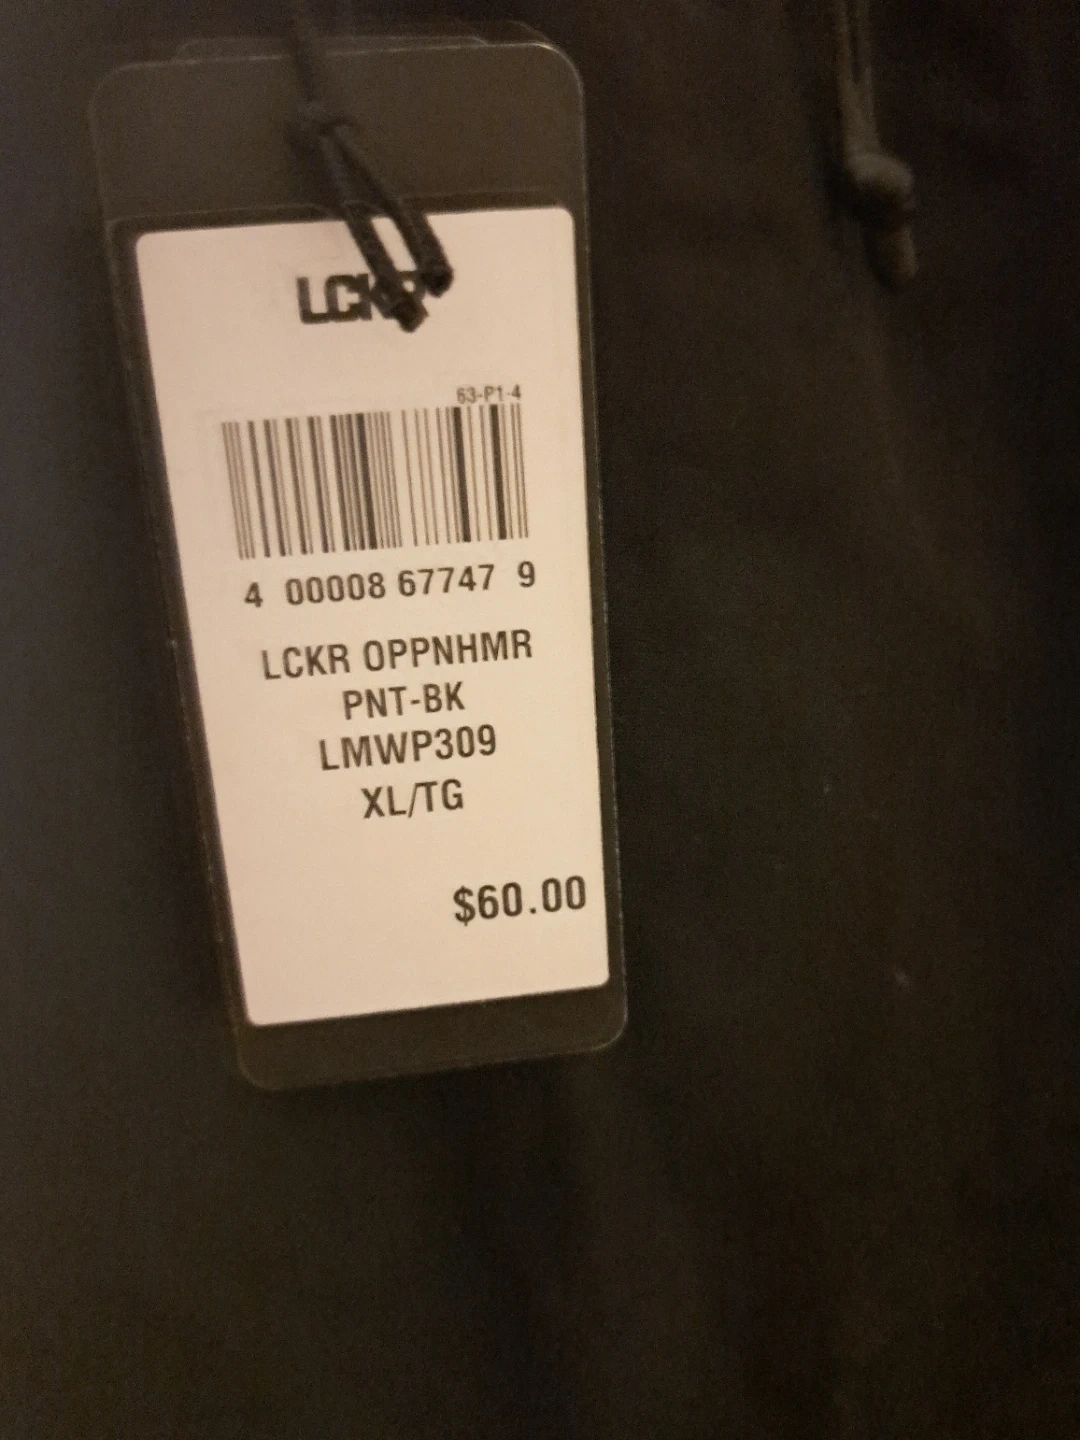 LCKR
63-P1-4
4 00008 67747 9
LCKR OPPNHMR
PNT-BK
LMWP309
XL/TG
$60.00